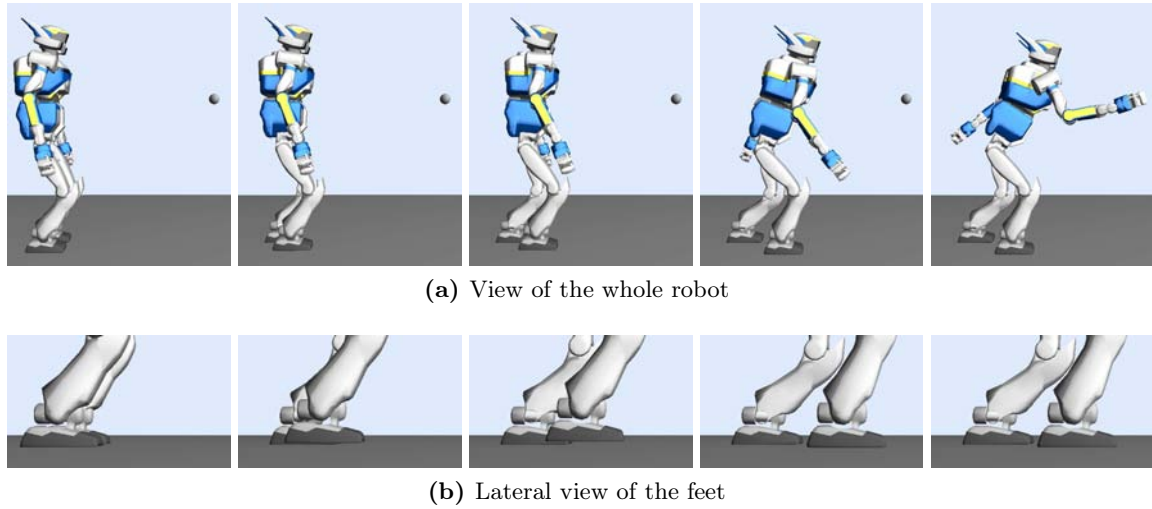 (a) View of the whole robot
(b) Lateral view of the feet